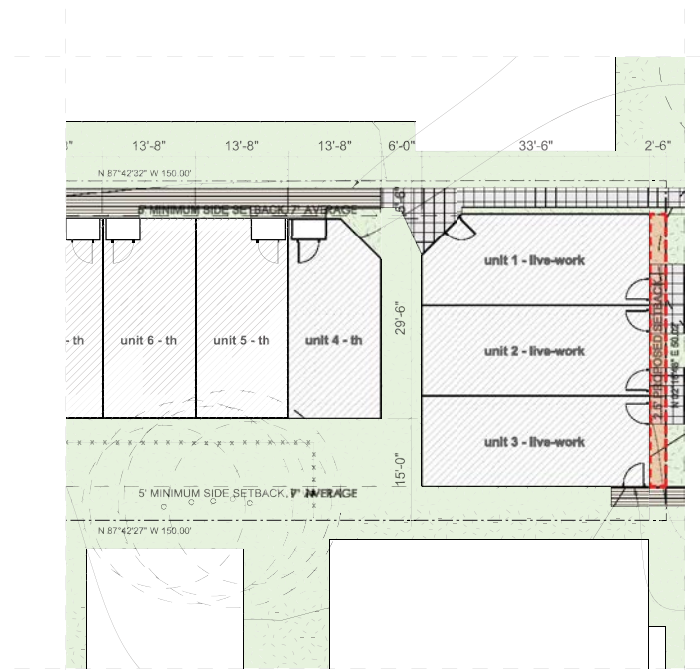 8" 13'-8" 13'-8" 13'-8" 6'-0" 33'-6" 2'-6"
N 87°42'32" W 150.00'
5' MINIMUM SIDE SETBACK, 7' AVERAGE
unit 1 - live-work
29'-6"
- th unit 6 - th unit 5 - th unit 4 - th
unit 2 - live-work
2.5' PROPOSED SETBACK
unit 3 - live-work
15'-0"
5' MINIMUM SIDE SETBACK, 7' AVERAGE
N 87°42'27" W 150.00'